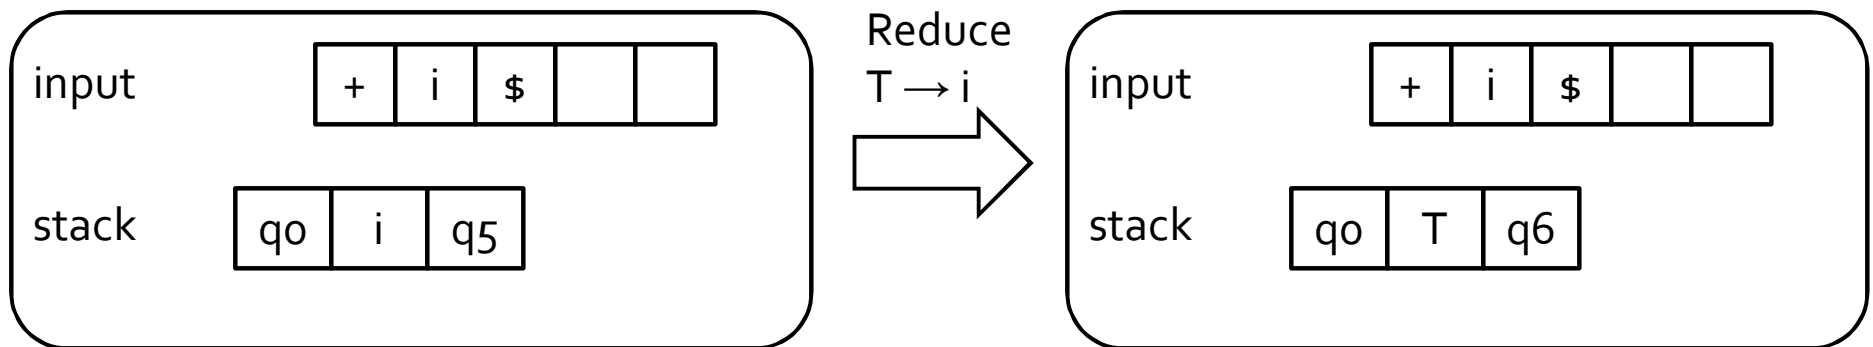 input + i $
stack q0 i q5
Reduce
T → i
input + i $
stack q0 T q6